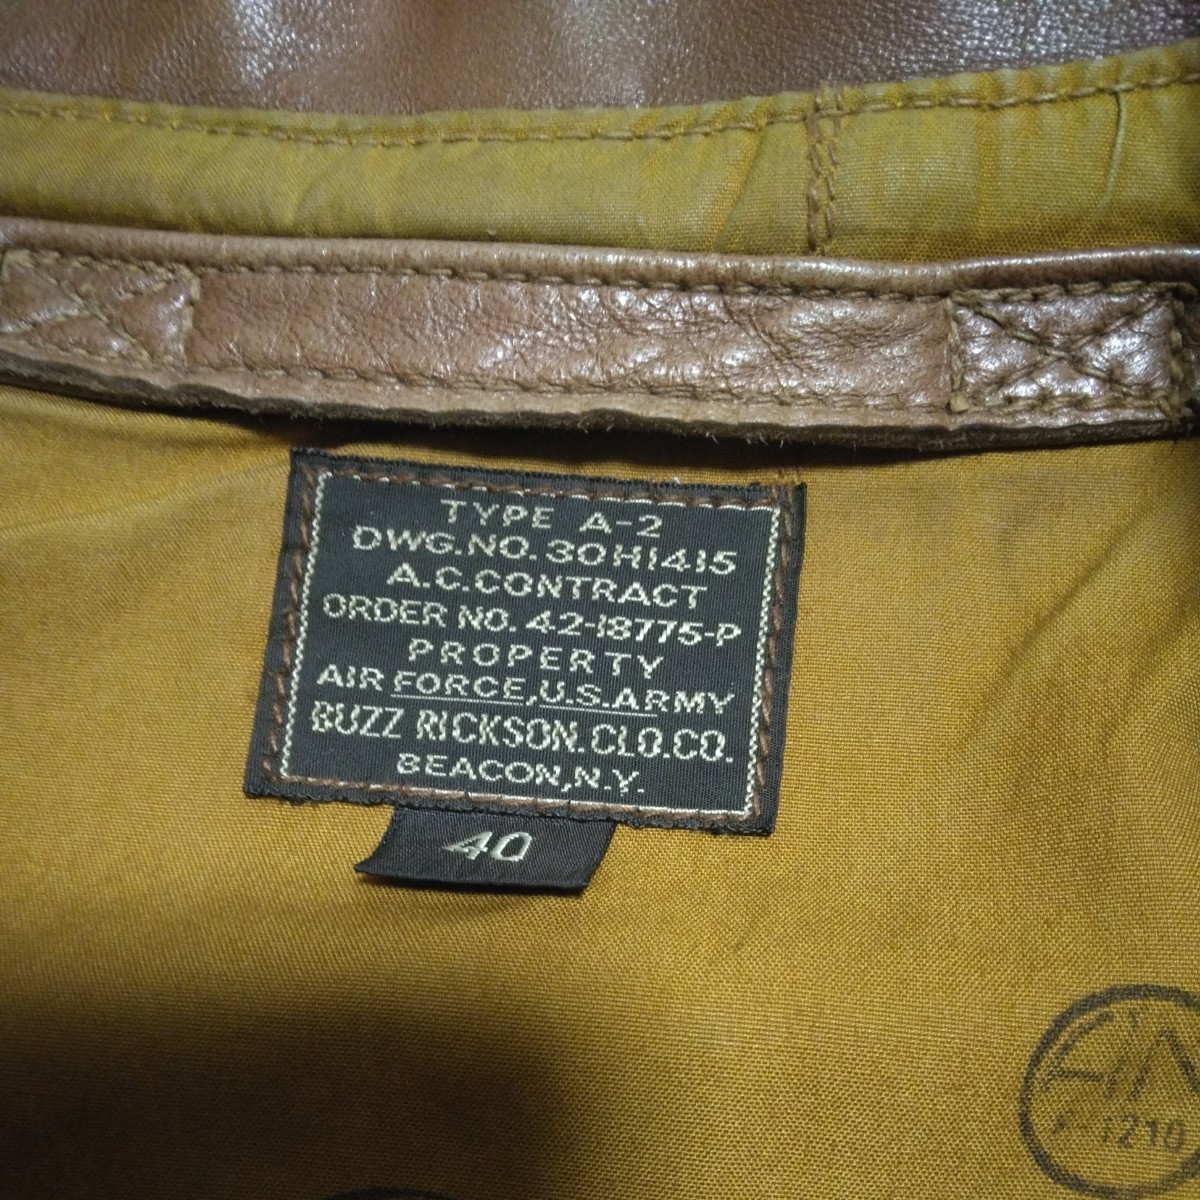 TYPE A-2
DWG.NO.30H1415
A.C.CONTRACT
ORDER NO.42-18775-P
PROPERTY
AIR FORCE,U.S.ARMY
BUZZ RICKSON.CLO.CO.
BEACON,N.Y.
40
1210